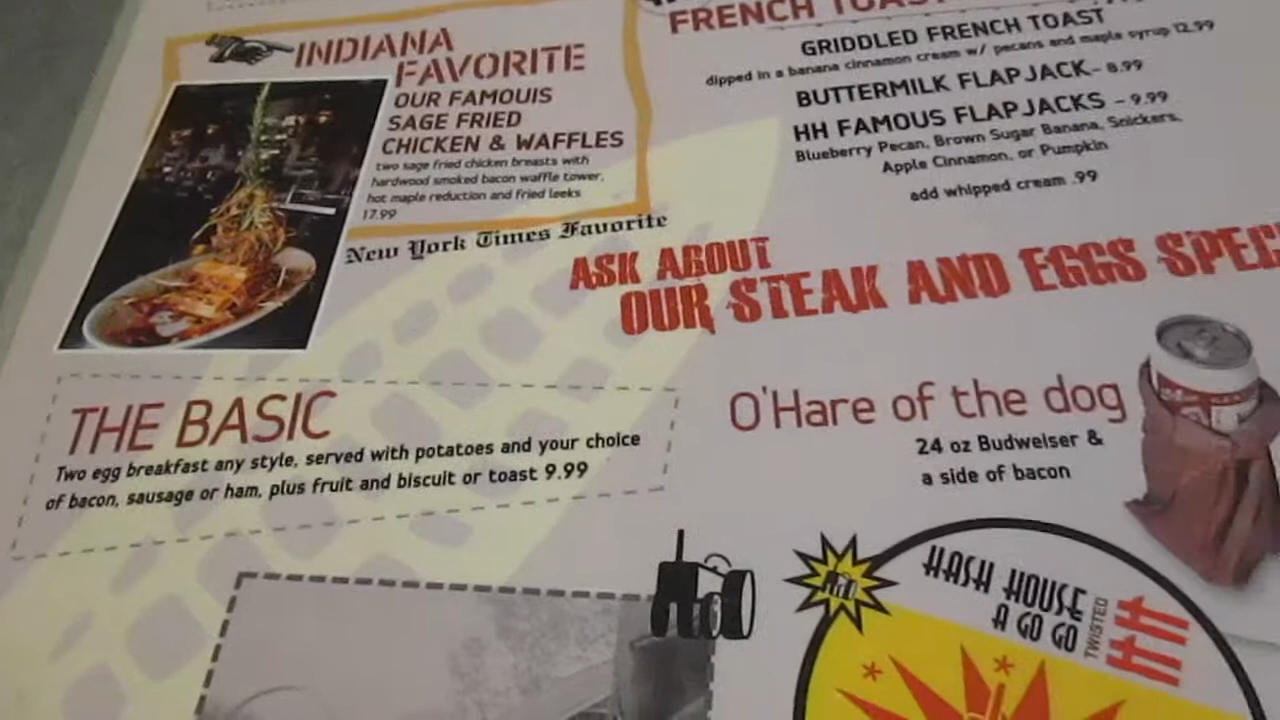 INDIANA
FAVORITE
OUR FAMOUIS
SAGE FRIED
CHICKEN & WAFFLES
two sage fried chicken breasts with
hardwood smoked bacon waffle tower,
hot maple reduction and fried leeks
17.99
New York Times Favorite
FRENCH TOAST
GRIDDLED FRENCH TOAST
dipped in a banana cinnamon cream w/ pecans and maple syrup 12.99
BUTTERMILK FLAPJACK- 8.99
HH FAMOUS FLAPJACKS - 9.99
Blueberry Pecan, Brown Sugar Banana, Snickers,
Apple Cinnamon, or Pumpkin
add whipped cream .99
ASK ABOUT
OUR STEAK AND EGGS SPECI
THE BASIC
Two egg breakfast any style, served with potatoes and your choice
of bacon, sausage or ham, plus fruit and biscuit or toast 9.99
O'Hare of the dog
24 oz Budweiser &
a side of bacon
HASH HOUSE
A GO GO
TWISTED
HH